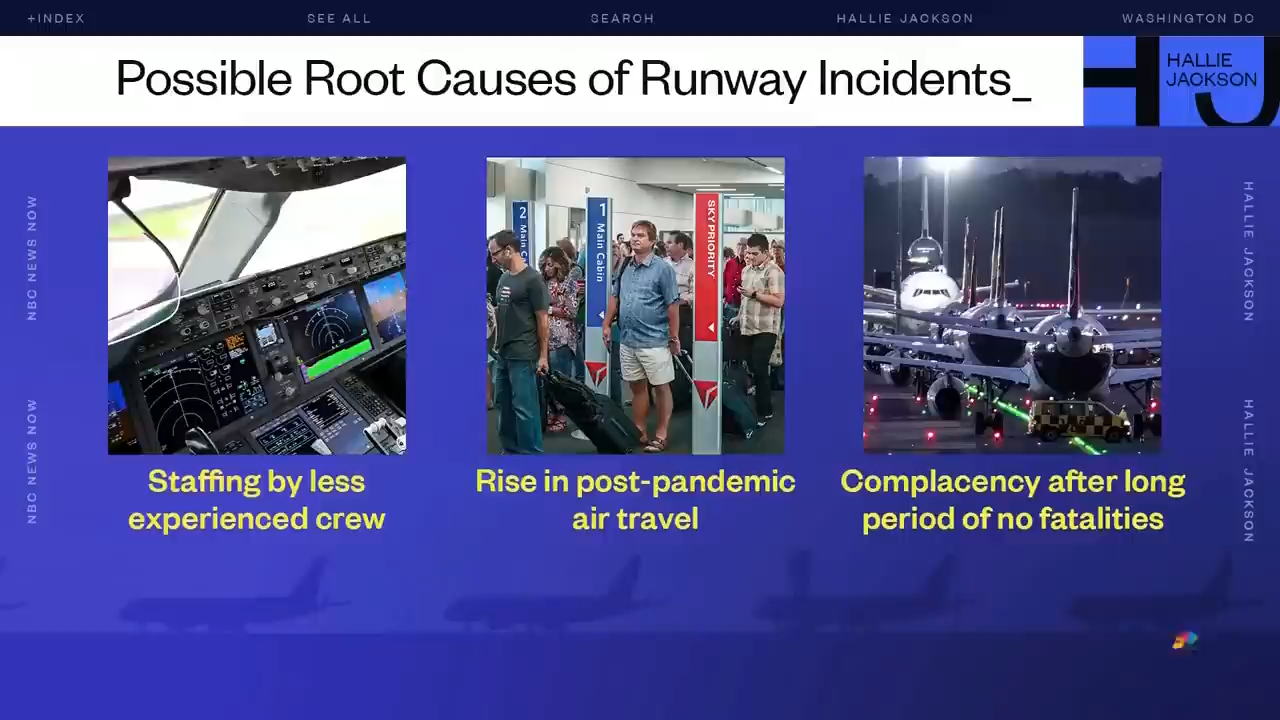 +INDEX
SEE ALL
SEARCH
HALLIE JACKSON
WASHINGTON DC
Possible Root Causes of Runway Incidents_
HALLIE
JACKSON
HJ
NBC NEWS NOW
NBC NEWS NOW
HALLIE JACKSON
HALLIE JACKSON
2 Main Ca
1 Main Cabin
SKY PRIORITY
Staffing by less
experienced crew
Rise in post-pandemic
air travel
Complacency after long
period of no fatalities